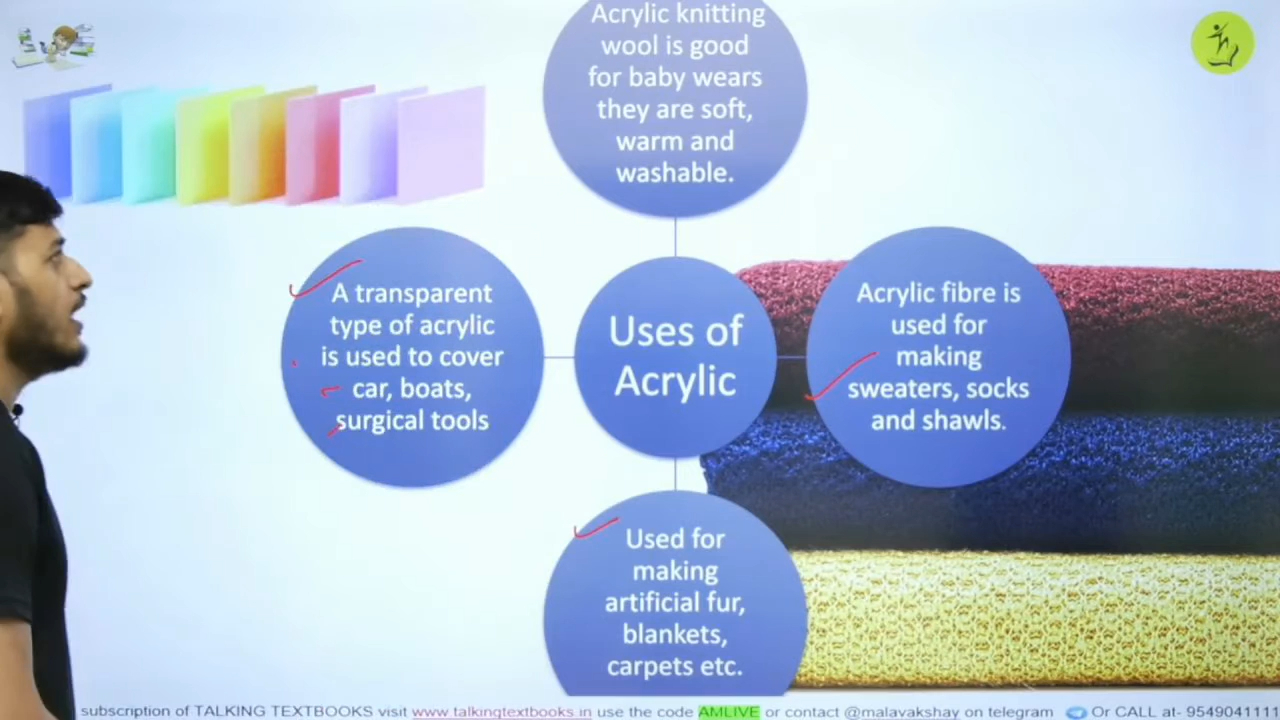 Acrylic knitting
wool is good
for baby wears
they are soft,
warm and
washable.
A transparent
type of acrylic
is used to cover
car, boats,
surgical tools
Uses of
Acrylic
Acrylic fibre is
used for
making
sweaters, socks
and shawls.
Used for
making
artificial fur,
blankets,
carpets etc.
subscription of TALKING TEXTBOOKS visit www.talkingtextbooks.in use the code AMLIVE or contact @malavakshay on telegram Or CALL at- 9549041111